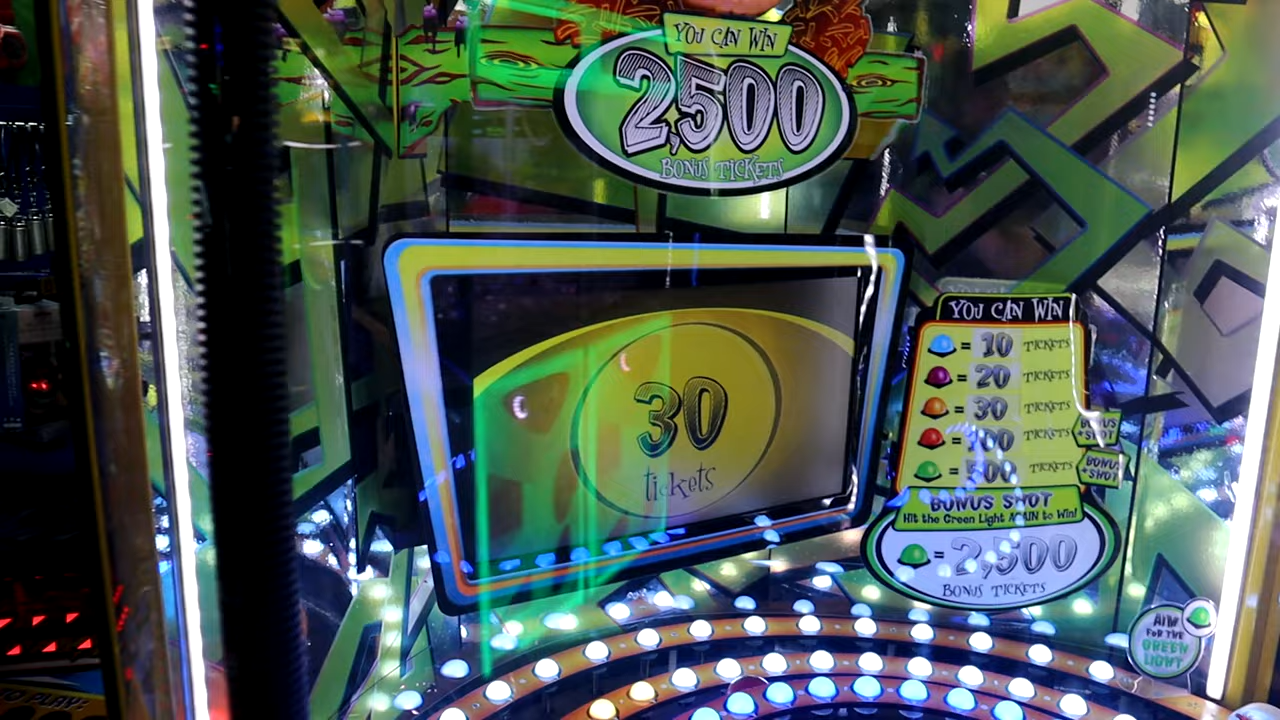 YOU CAN WIN
2,500
BONUS TICKETS
30
tickets
YOU CAN WIN
= 10 TICKETS
= 20 TICKETS
= 30 TICKETS
= 100 TICKETS
BONUS
SHOT
= 500 TICKETS
BONUS
SHOT
BONUS SHOT
Hit the Green Light AGAIN to Win!
= 2,500
BONUS TICKETS
AIM
FOR THE
GREEN
LIGHT
TO PLAY: